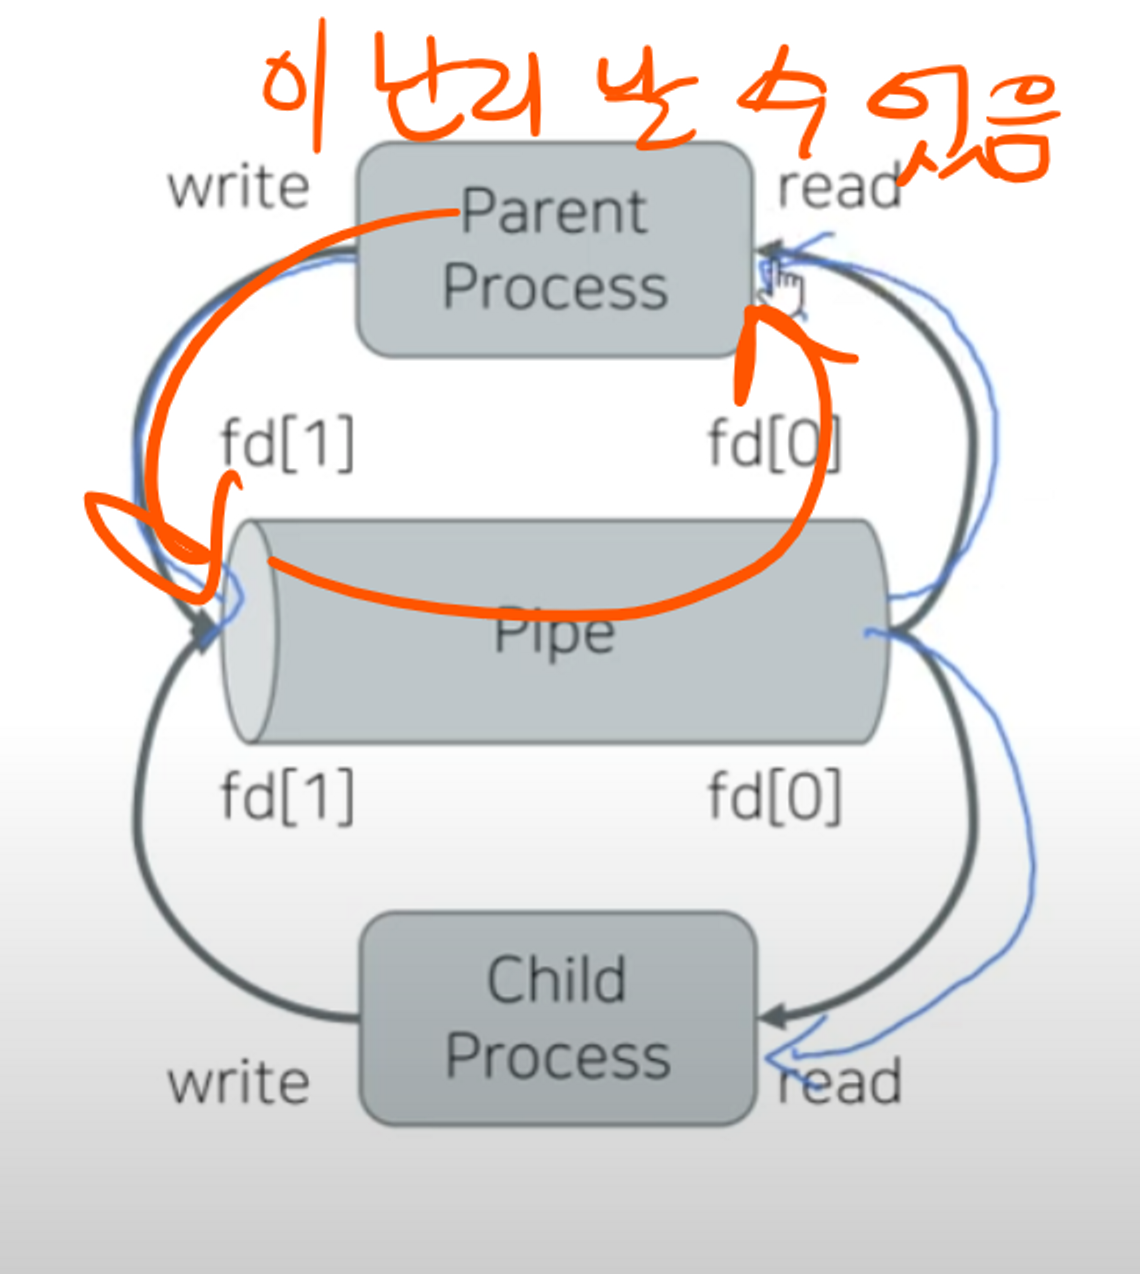 이 난리 날 수 있음
write
read
Parent
Process
fd[1]
fd[0]
Pipe
fd[1]
fd[0]
Child
Process
write
read